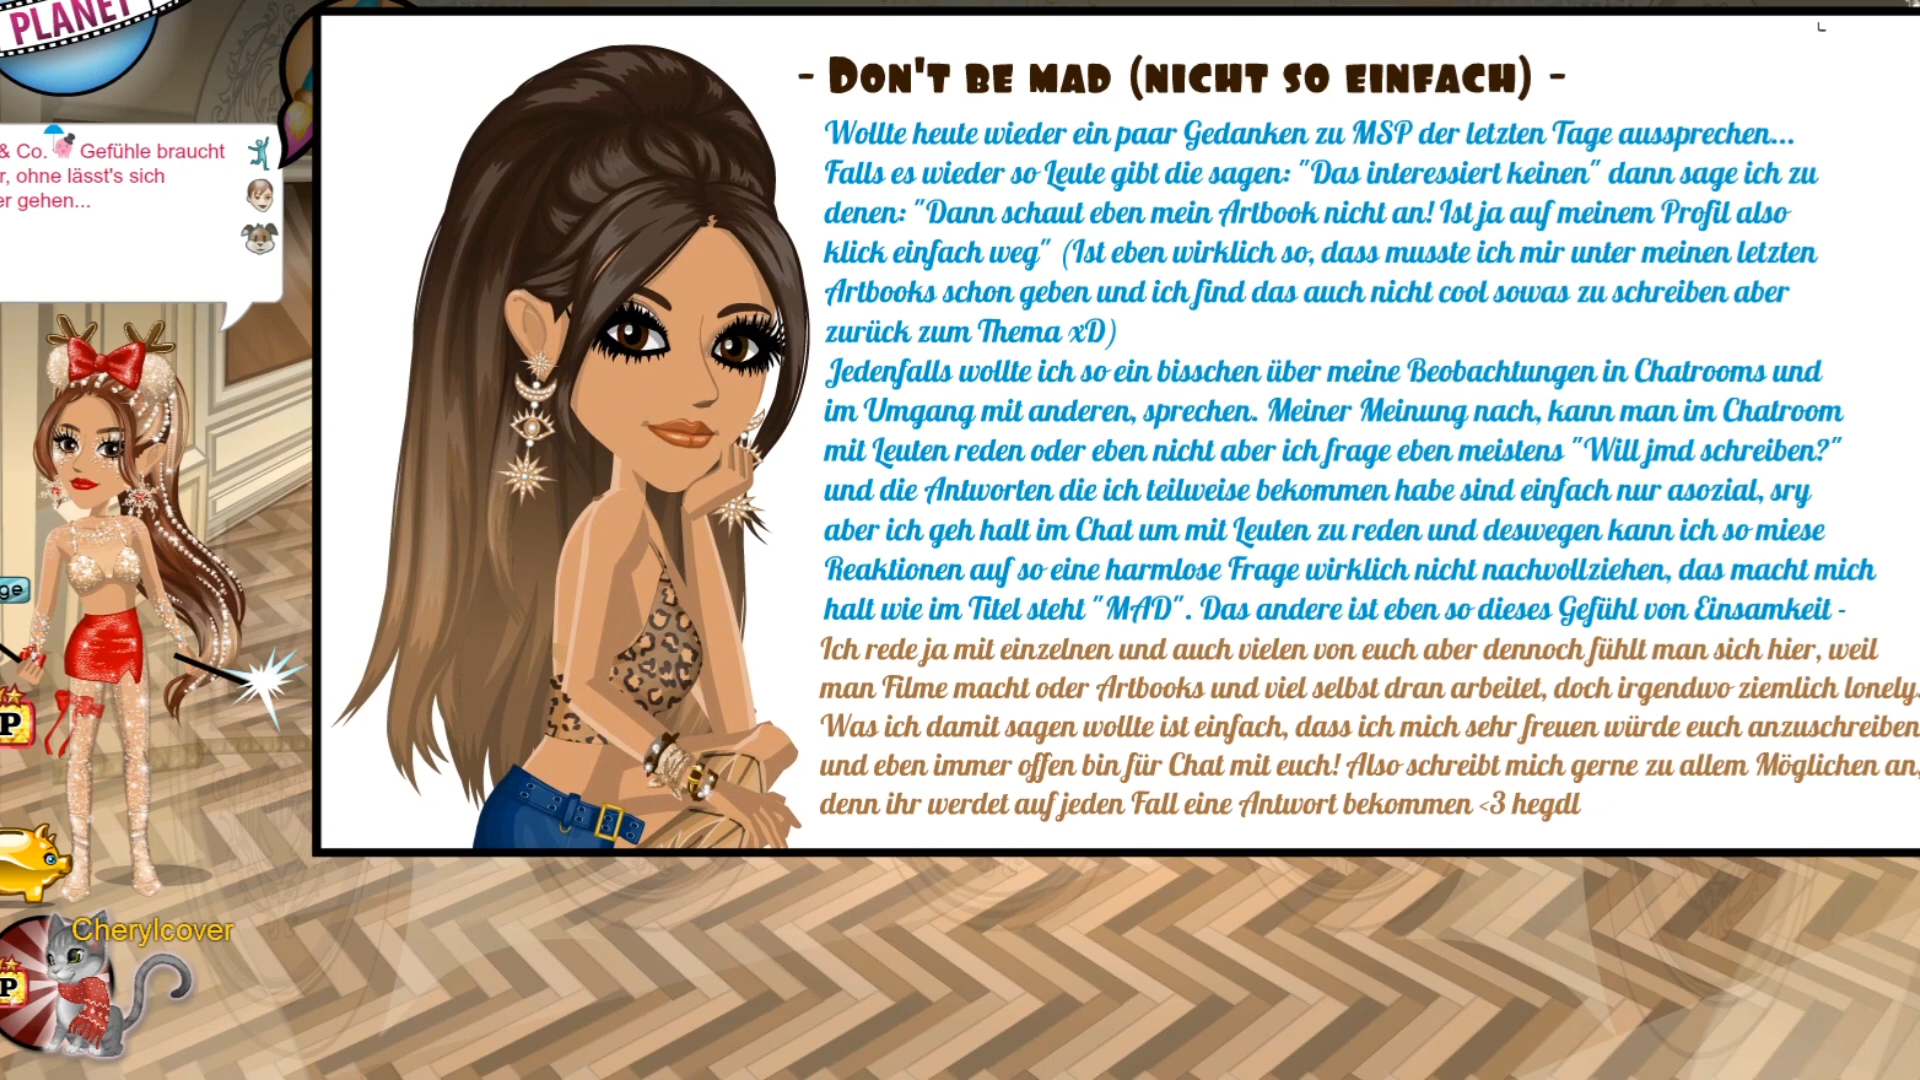 PLANET
& Co. Gefühle braucht
r, ohne lässt's sich
er gehen...
ge
P
Cherylcover
P
- Don't be mad (nicht so einfach) -
Wollte heute wieder ein paar Gedanken zu MSP der letzten Tage aussprechen...
Falls es wieder so Leute gibt die sagen: "Das interessiert keinen" dann sage ich zu
denen: "Dann schaut eben mein Artbook nicht an! Ist ja auf meinem Profil also
klick einfach weg" (Ist eben wirklich so, dass musste ich mir unter meinen letzten
Artbooks schon geben und ich find das auch nicht cool sowas zu schreiben aber
zurück zum Thema xD)
Jedenfalls wollte ich so ein bisschen über meine Beobachtungen in Chatrooms und
im Umgang mit anderen, sprechen. Meiner Meinung nach, kann man im Chatroom
mit Leuten reden oder eben nicht aber ich frage eben meistens "Will jmd schreiben?"
und die Antworten die ich teilweise bekommen habe sind einfach nur asozial, sry
aber ich geh halt im Chat um mit Leuten zu reden und deswegen kann ich so miese
Reaktionen auf so eine harmlose Frage wirklich nicht nachvollziehen, das macht mich
halt wie im Titel steht "MAD". Das andere ist eben so dieses Gefühl von Einsamkeit -
Ich rede ja mit einzelnen und auch vielen von euch aber dennoch fühlt man sich hier, weil
man Filme macht oder Artbooks und viel selbst dran arbeitet, doch irgendwo ziemlich lonely.
Was ich damit sagen wollte ist einfach, dass ich mich sehr freuen würde euch anzuschreiben
und eben immer offen bin für Chat mit euch! Also schreibt mich gerne zu allem Möglichen an,
denn ihr werdet auf jeden Fall eine Antwort bekommen <3 hegdl